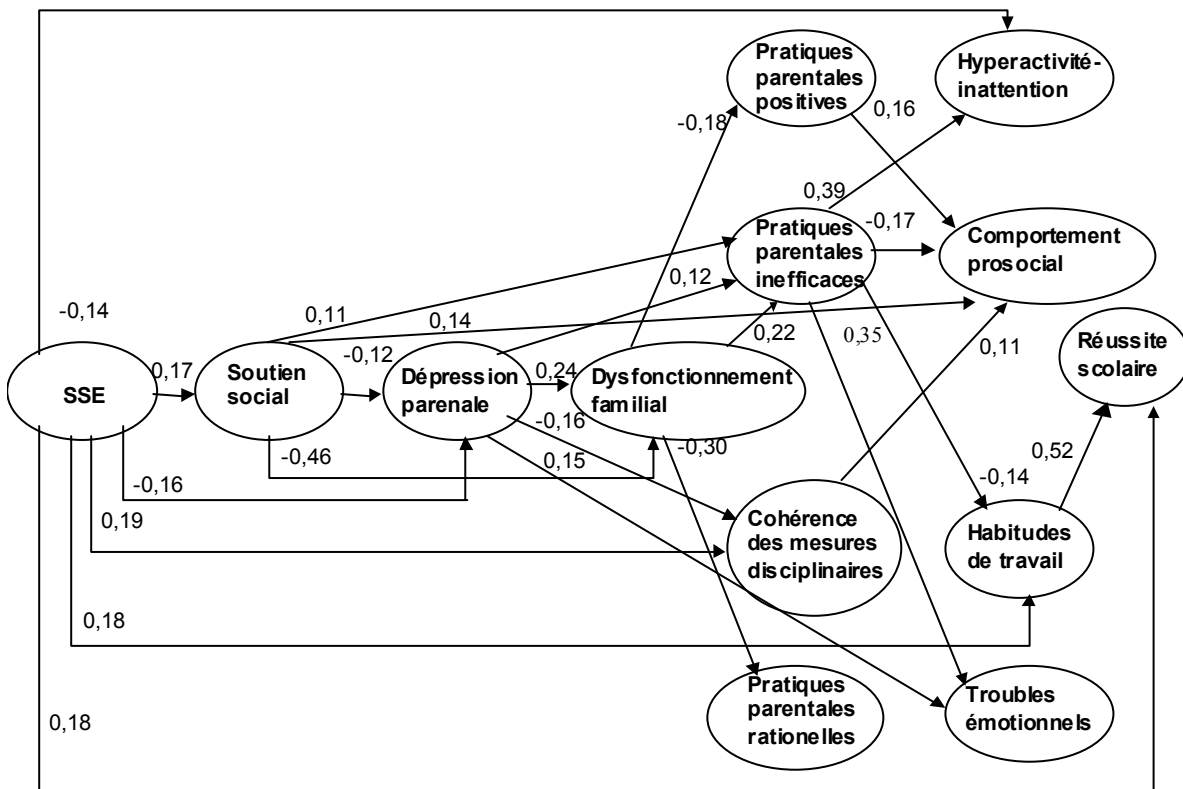 Pratiques
parentales
positives
Hyperactivité-
inattention
-0,18
0,16
0,39
-0,17
Pratiques
parentales
inefficaces
Comportement
prosocial
0,12
-0,14
0,11
0,14
0,22
0,35
0,11
Réussite
scolaire
SSE
0,17
Soutien
social
-0,12
Dépression
parenale
0,24
Dysfonctionnement
familial
-0,16
-0,46
0,15
-0,30
-0,16
0,19
0,52
-0,14
Cohérence
des mesures
disciplinaires
Habitudes
de travail
0,18
Pratiques
parentales
rationelles
Troubles
émotionnels
0,18